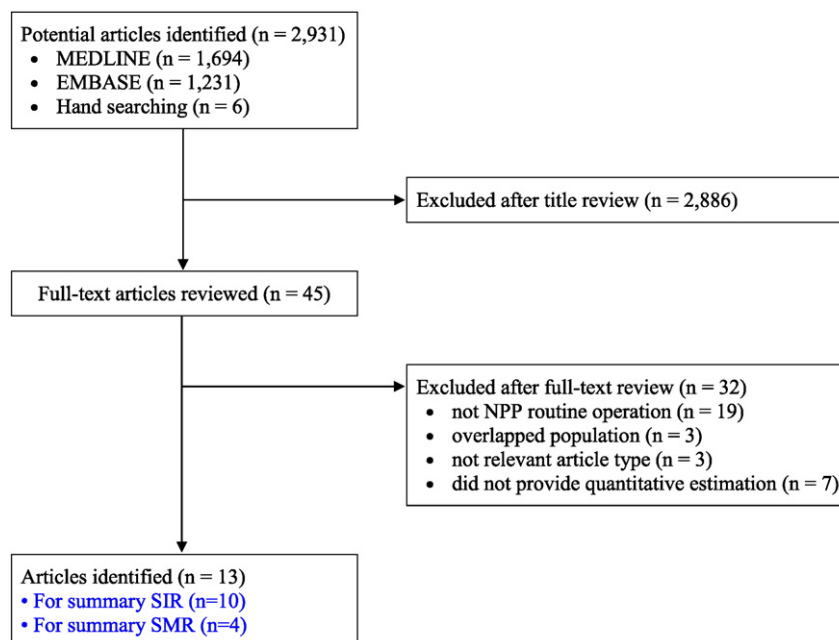 Potential articles identified (n = 2,931)
• MEDLINE (n = 1,694)
• EMBASE (n = 1,231)
• Hand searching (n = 6)
Excluded after title review (n = 2,886)
Full-text articles reviewed (n = 45)
Excluded after full-text review (n = 32)
• not NPP routine operation (n = 19)
• overlapped population (n = 3)
• not relevant article type (n = 3)
• did not provide quantitative estimation (n = 7)
Articles identified (n = 13)
• For summary SIR (n=10)
• For summary SMR (n=4)